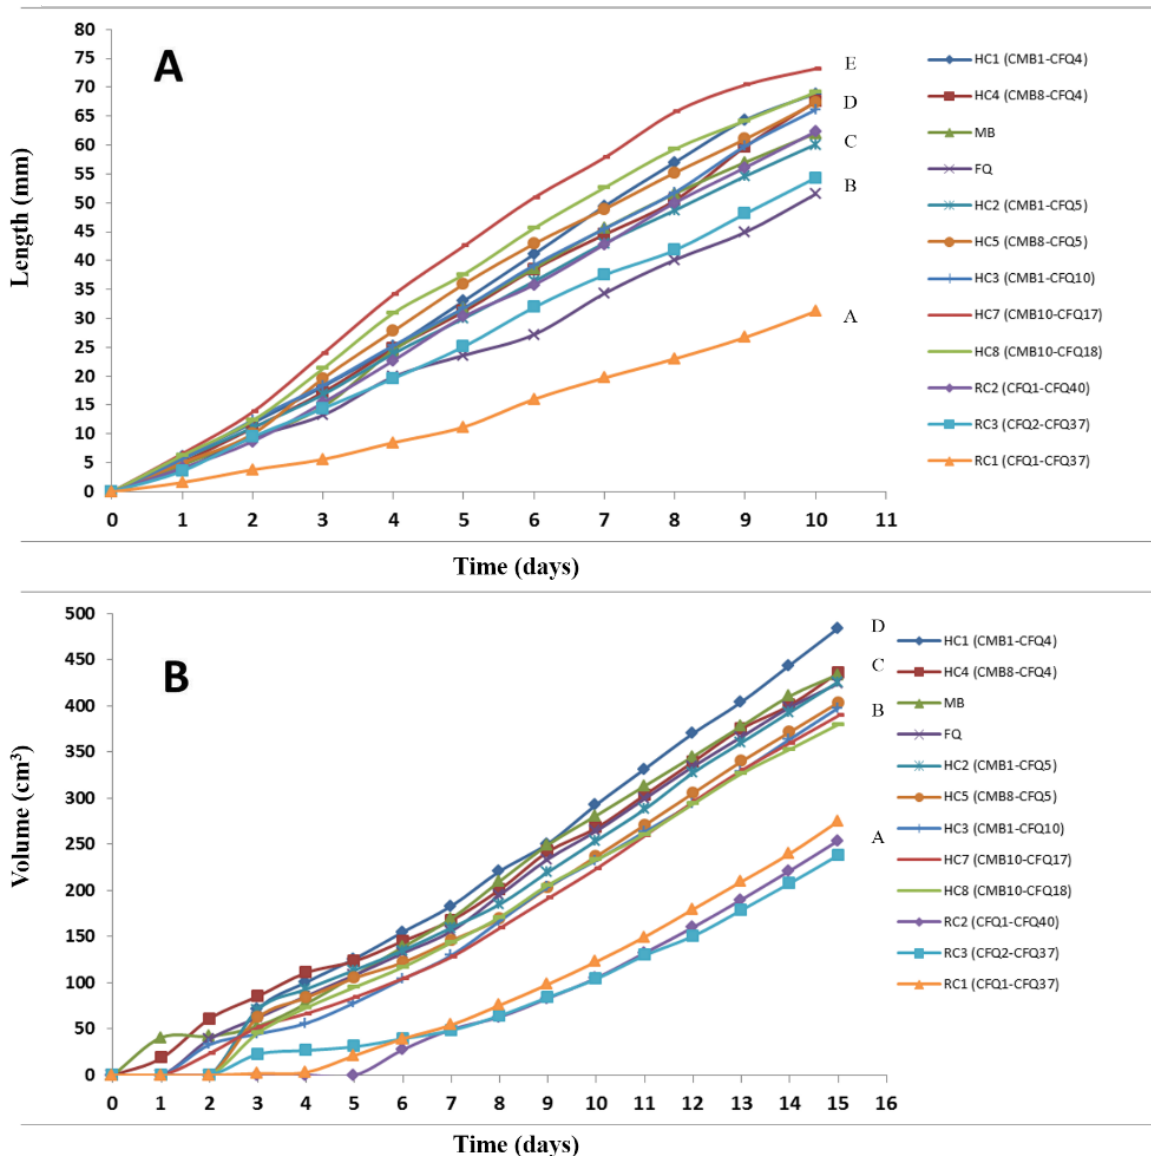 A
Length (mm)
80
75
70
65
60
55
50
45
40
35
30
25
20
15
10
5
0
0 1 2 3 4 5 6 7 8 9 10 11
Time (days)
E
D
C
B
A
HC1 (CMB1-CFQ4)
HC4 (CMB8-CFQ4)
MB
FQ
HC2 (CMB1-CFQ5)
HC5 (CMB8-CFQ5)
HC3 (CMB1-CFQ10)
HC7 (CMB10-CFQ17)
HC8 (CMB10-CFQ18)
RC2 (CFQ1-CFQ40)
RC3 (CFQ2-CFQ37)
RC1 (CFQ1-CFQ37)
B
Volume (cm³)
500
450
400
350
300
250
200
150
100
50
0
0 1 2 3 4 5 6 7 8 9 10 11 12 13 14 15 16
Time (days)
D
C
B
A
HC1 (CMB1-CFQ4)
HC4 (CMB8-CFQ4)
MB
FQ
HC2 (CMB1-CFQ5)
HC5 (CMB8-CFQ5)
HC3 (CMB1-CFQ10)
HC7 (CMB10-CFQ17)
HC8 (CMB10-CFQ18)
RC2 (CFQ1-CFQ40)
RC3 (CFQ2-CFQ37)
RC1 (CFQ1-CFQ37)